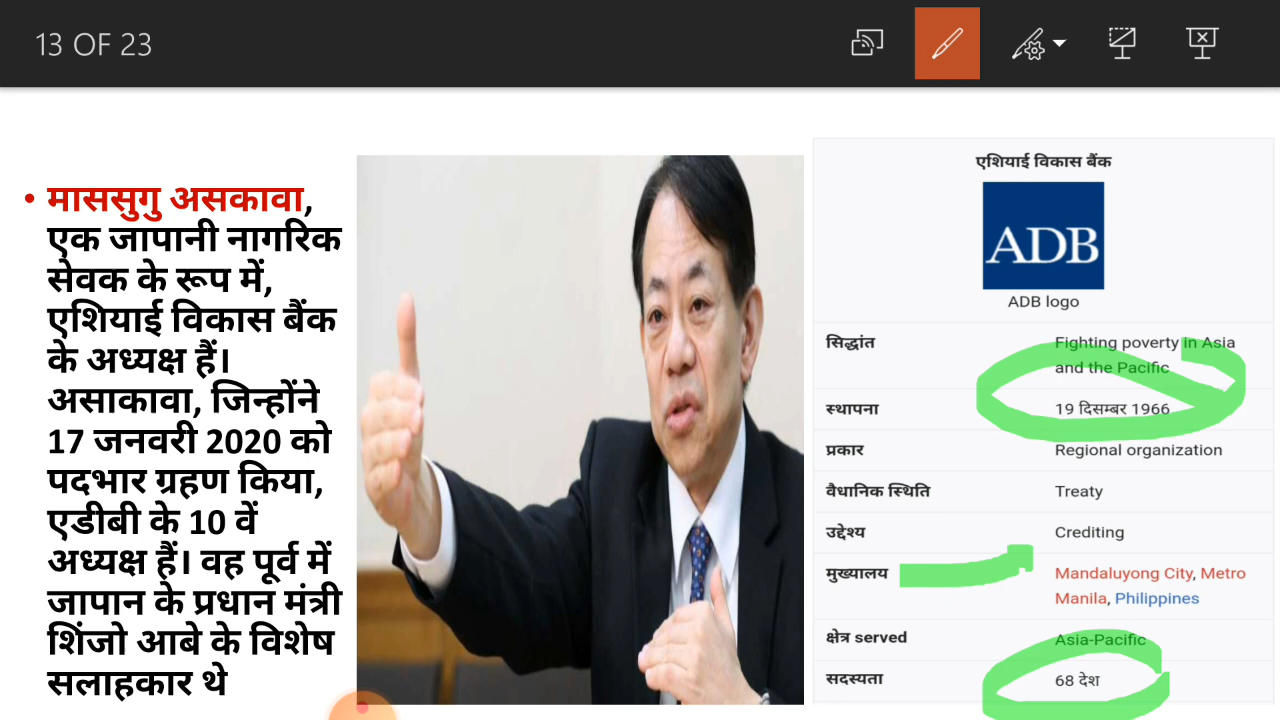 13 OF 23
• माससुगु असकावा,
एक जापानी नागरिक
सेवक के रूप में,
एशियाई विकास बैंक
के अध्यक्ष हैं।
असाकावा, जिन्होंने
17 जनवरी 2020 को
पदभार ग्रहण किया,
एडीबी के 10 वें
अध्यक्ष हैं। वह पूर्व में
जापान के प्रधान मंत्री
शिंजो आबे के विशेष
सलाहकार थे
एशियाई विकास बैंक
ADB
ADB logo
सिद्धांत Fighting poverty in Asia
and the Pacific
स्थापना 19 दिसम्बर 1966
प्रकार Regional organization
वैधानिक स्थिति Treaty
उद्देश्य Crediting
मुख्यालय Mandaluyong City, Metro
Manila, Philippines
क्षेत्र served Asia-Pacific
सदस्यता 68 देश